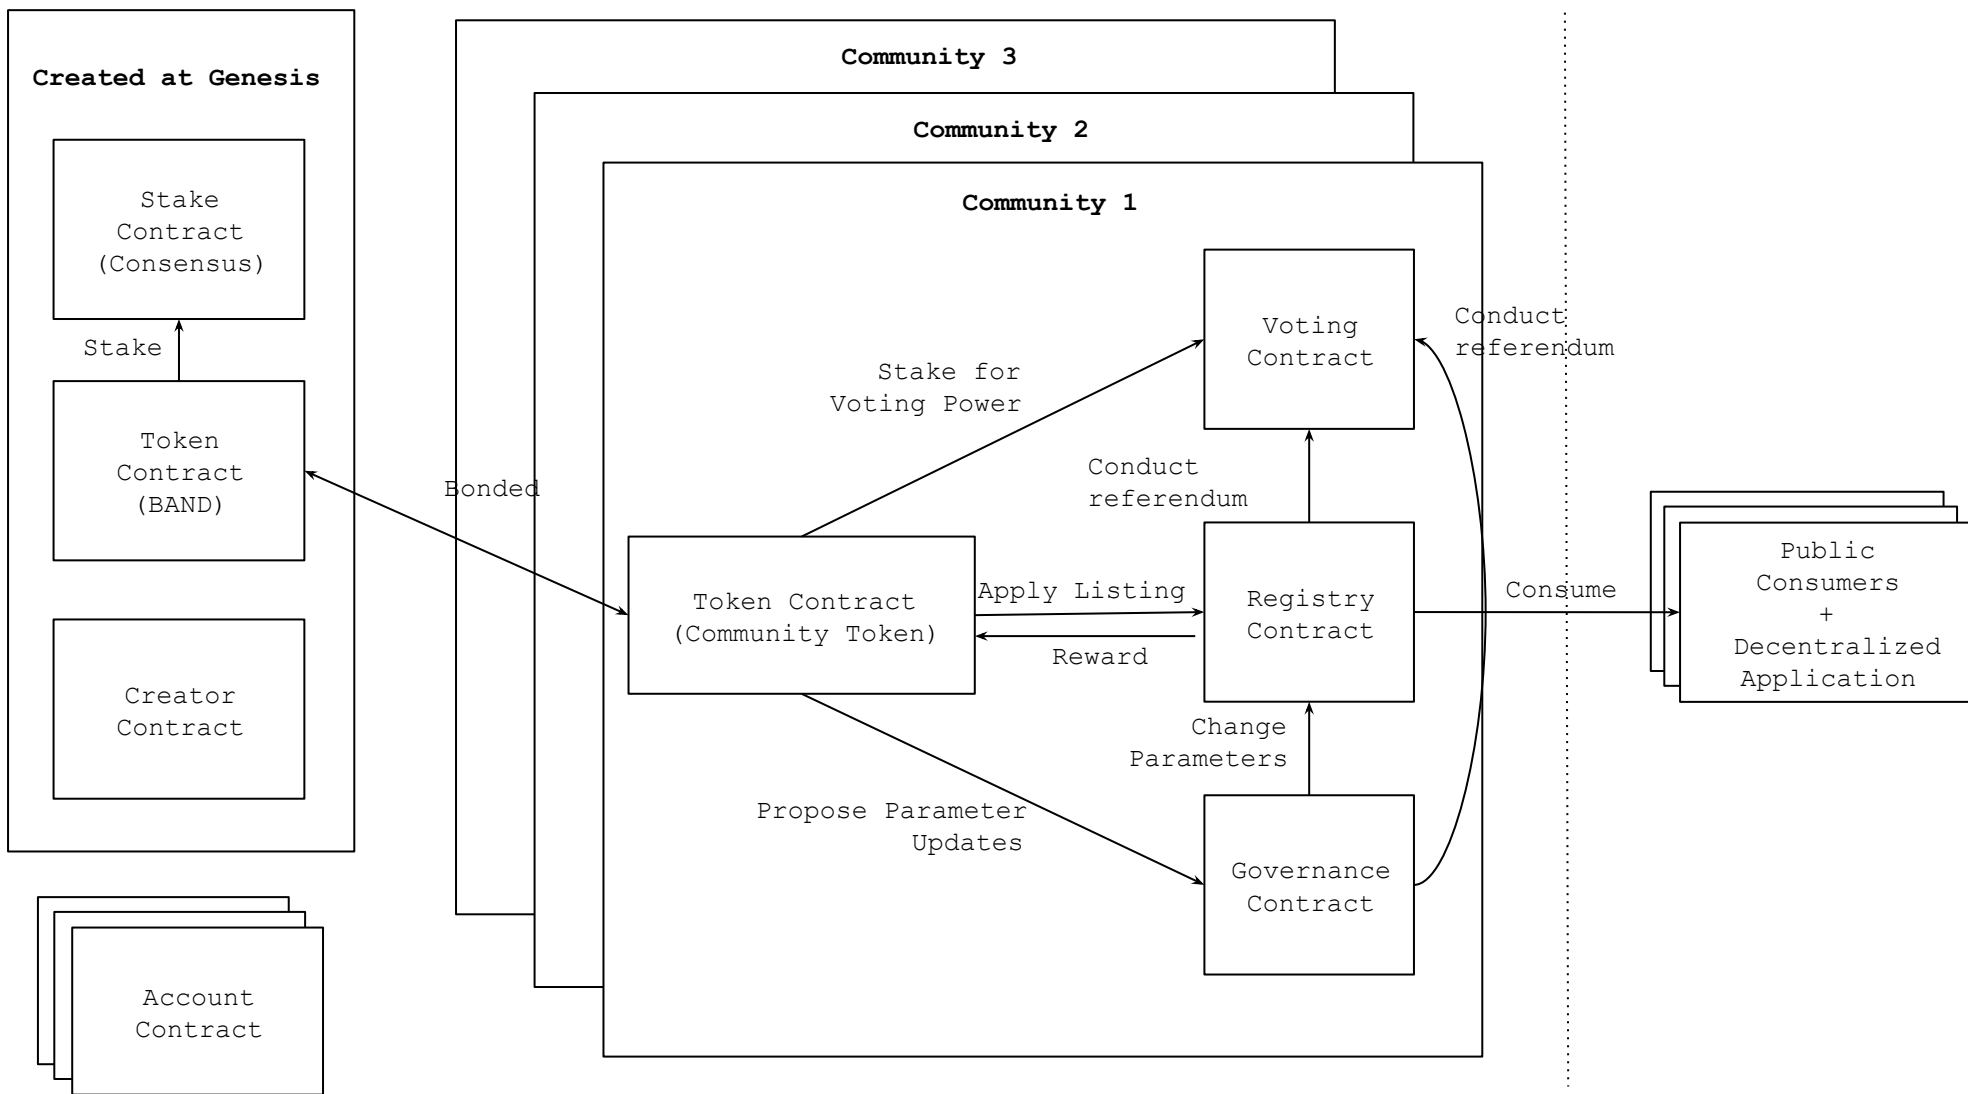 Created at Genesis
Stake
Contract
(Consensus)
Stake
Token
Contract
(BAND)
Creator
Contract
Account
Contract
Bonded
Community 3
Community 2
Community 1
Voting
Contract
Conduct
referendum
Stake for
Voting Power
Conduct
referendum
Token Contract
(Community Token)
Apply Listing
Reward
Registry
Contract
Consume
Public
Consumers
+
Decentralized
Application
Change
Parameters
Propose Parameter
Updates
Governance
Contract